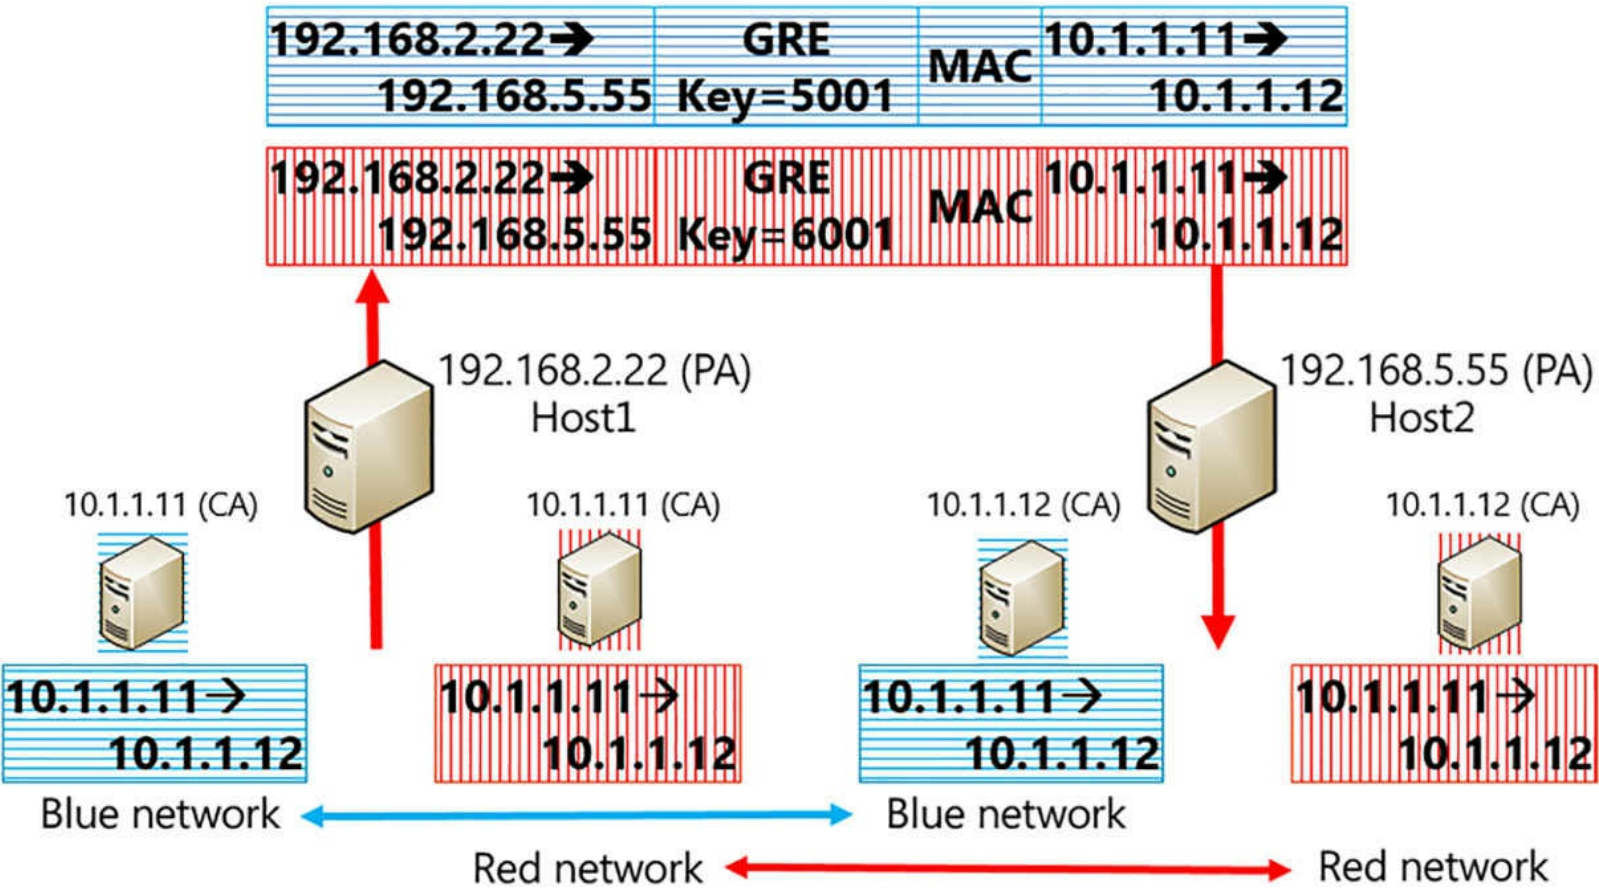 192.168.2.22➔ GRE MAC 10.1.1.11➔
192.168.5.55 Key=5001 10.1.1.12
192.168.2.22➔ GRE MAC 10.1.1.11➔
192.168.5.55 Key=6001 10.1.1.12
192.168.2.22 (PA)
Host1
192.168.5.55 (PA)
Host2
10.1.1.11 (CA)
10.1.1.11 (CA)
10.1.1.12 (CA)
10.1.1.12 (CA)
10.1.1.11→
10.1.1.12
10.1.1.11→
10.1.1.12
10.1.1.11→
10.1.1.12
10.1.1.11→
10.1.1.12
Blue network
Blue network
Red network
Red network